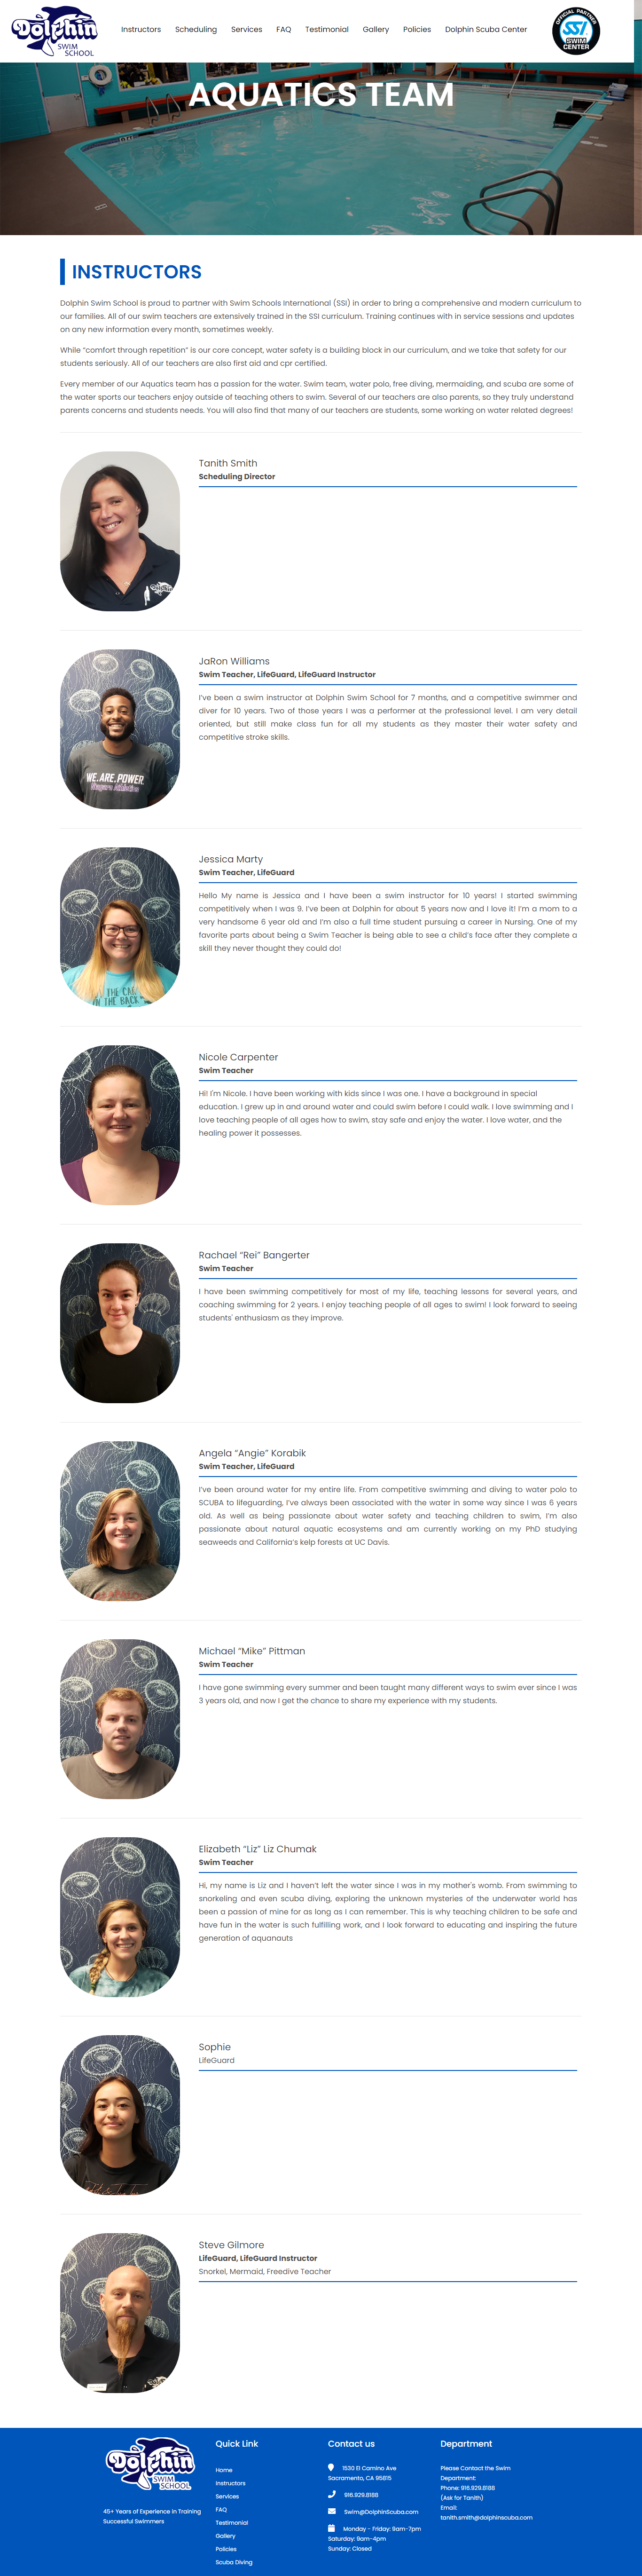 Dolphin
SWIM
SCHOOL
Instructors Scheduling Services FAQ Testimonial Gallery Policies Dolphin Scuba Center
OFFICIAL PARTNER
SSI
SWIM
CENTER
AQUATICS TEAM
INSTRUCTORS
Dolphin Swim School is proud to partner with Swim Schools International (SSI) in order to bring a comprehensive and modern curriculum to
our families. All of our swim teachers are extensively trained in the SSI curriculum. Training continues with in service sessions and updates
on any new information every month, sometimes weekly.
While “comfort through repetition” is our core concept, water safety is a building block in our curriculum, and we take that safety for our
students seriously. All of our teachers are also first aid and cpr certified.
Every member of our Aquatics team has a passion for the water. Swim team, water polo, free diving, mermaiding, and scuba are some of
the water sports our teachers enjoy outside of teaching others to swim. Several of our teachers are also parents, so they truly understand
parents concerns and students needs. You will also find that many of our teachers are students, some working on water related degrees!
Tanith Smith
Scheduling Director
Dolphin
JaRon Williams
Swim Teacher, LifeGuard, LifeGuard Instructor
I’ve been a swim instructor at Dolphin Swim School for 7 months, and a competitive swimmer and
diver for 10 years. Two of those years I was a performer at the professional level. I am very detail
oriented, but still make class fun for all my students as they master their water safety and
competitive stroke skills.
WE.ARE.POWER.
Niagara Athletics
Jessica Marty
Swim Teacher, LifeGuard
Hello My name is Jessica and I have been a swim instructor for 10 years! I started swimming
competitively when I was 9. I’ve been at Dolphin for about 5 years now and I love it! I’m a mom to a
very handsome 6 year old and I’m also a full time student pursing a career in Nursing. One of my
favorite parts about being a Swim Teacher is being able to see a child’s face after they complete a
skill they never thought they could do!
IN THE BACK
Nicole Carpenter
Swim Teacher
Hi! I'm Nicole. I have been working with kids since I was one. I have a background in special
education. I grew up in and around water and could swim before I could walk. I love swimming and I
love teaching people of all ages how to swim, stay safe and enjoy the water. I love water, and the
healing power it possesses.
Rachael “Rei” Bangerter
Swim Teacher
I have been swimming competitively for most of my life, teaching lessons for several years, and
coaching swimming for 2 years. I enjoy teaching people of all ages to swim! I look forward to seeing
students' enthusiasm as they improve.
Angela “Angie” Korabik
Swim Teacher, LifeGuard
I’ve been around water for my entire life. From competitive swimming and diving to water polo to
SCUBA to lifeguarding, I’ve always been associated with the water in some way since I was 6 years
old. As well as being passionate about water safety and teaching children to swim, I’m also
passionate about natural aquatic ecosystems and am currently working on my PhD studying
seaweeds and California’s kelp forests at UC Davis.
Michael “Mike” Pittman
Swim Teacher
I have gone swimming every summer and been taught many different ways to swim ever since I was
3 years old, and now I get the chance to share my experience with my students.
Elizabeth “Liz” Liz Chumak
Swim Teacher
Hi, my name is Liz and I haven’t left the water since I was in my mother’s womb. From swimming to
snorkeling and even scuba diving, exploring the unknown mysteries of the underwater world has
been a passion of mine for as long as I can remember. This is why teaching children to be safe and
have fun in the water is such fulfilling work, and I look forward to educating and inspiring the future
generation of aquanauts
Sophie
LifeGuard
Steve Gilmore
LifeGuard, LifeGuard Instructor
Snorkel, Mermaid, Freedive Teacher
Dolphin
SWIM
SCHOOL
45+ Years of Experience in Training
Successful Swimmers
Quick Link
Home
Instructors
Services
FAQ
Testimonial
Gallery
Policies
Scuba Diving
Contact us
1530 El Camino Ave
Sacramento, CA 95815
916.929.8188
Swim@DolphinScuba.com
Monday - Friday: 9am-7pm
Saturday: 9am-4pm
Sunday: Closed
Department
Please Contact the Swim
Department:
Phone: 916.929.8188
(Ask for Tanith)
Email:
tanith.smith@dolphinscuba.com